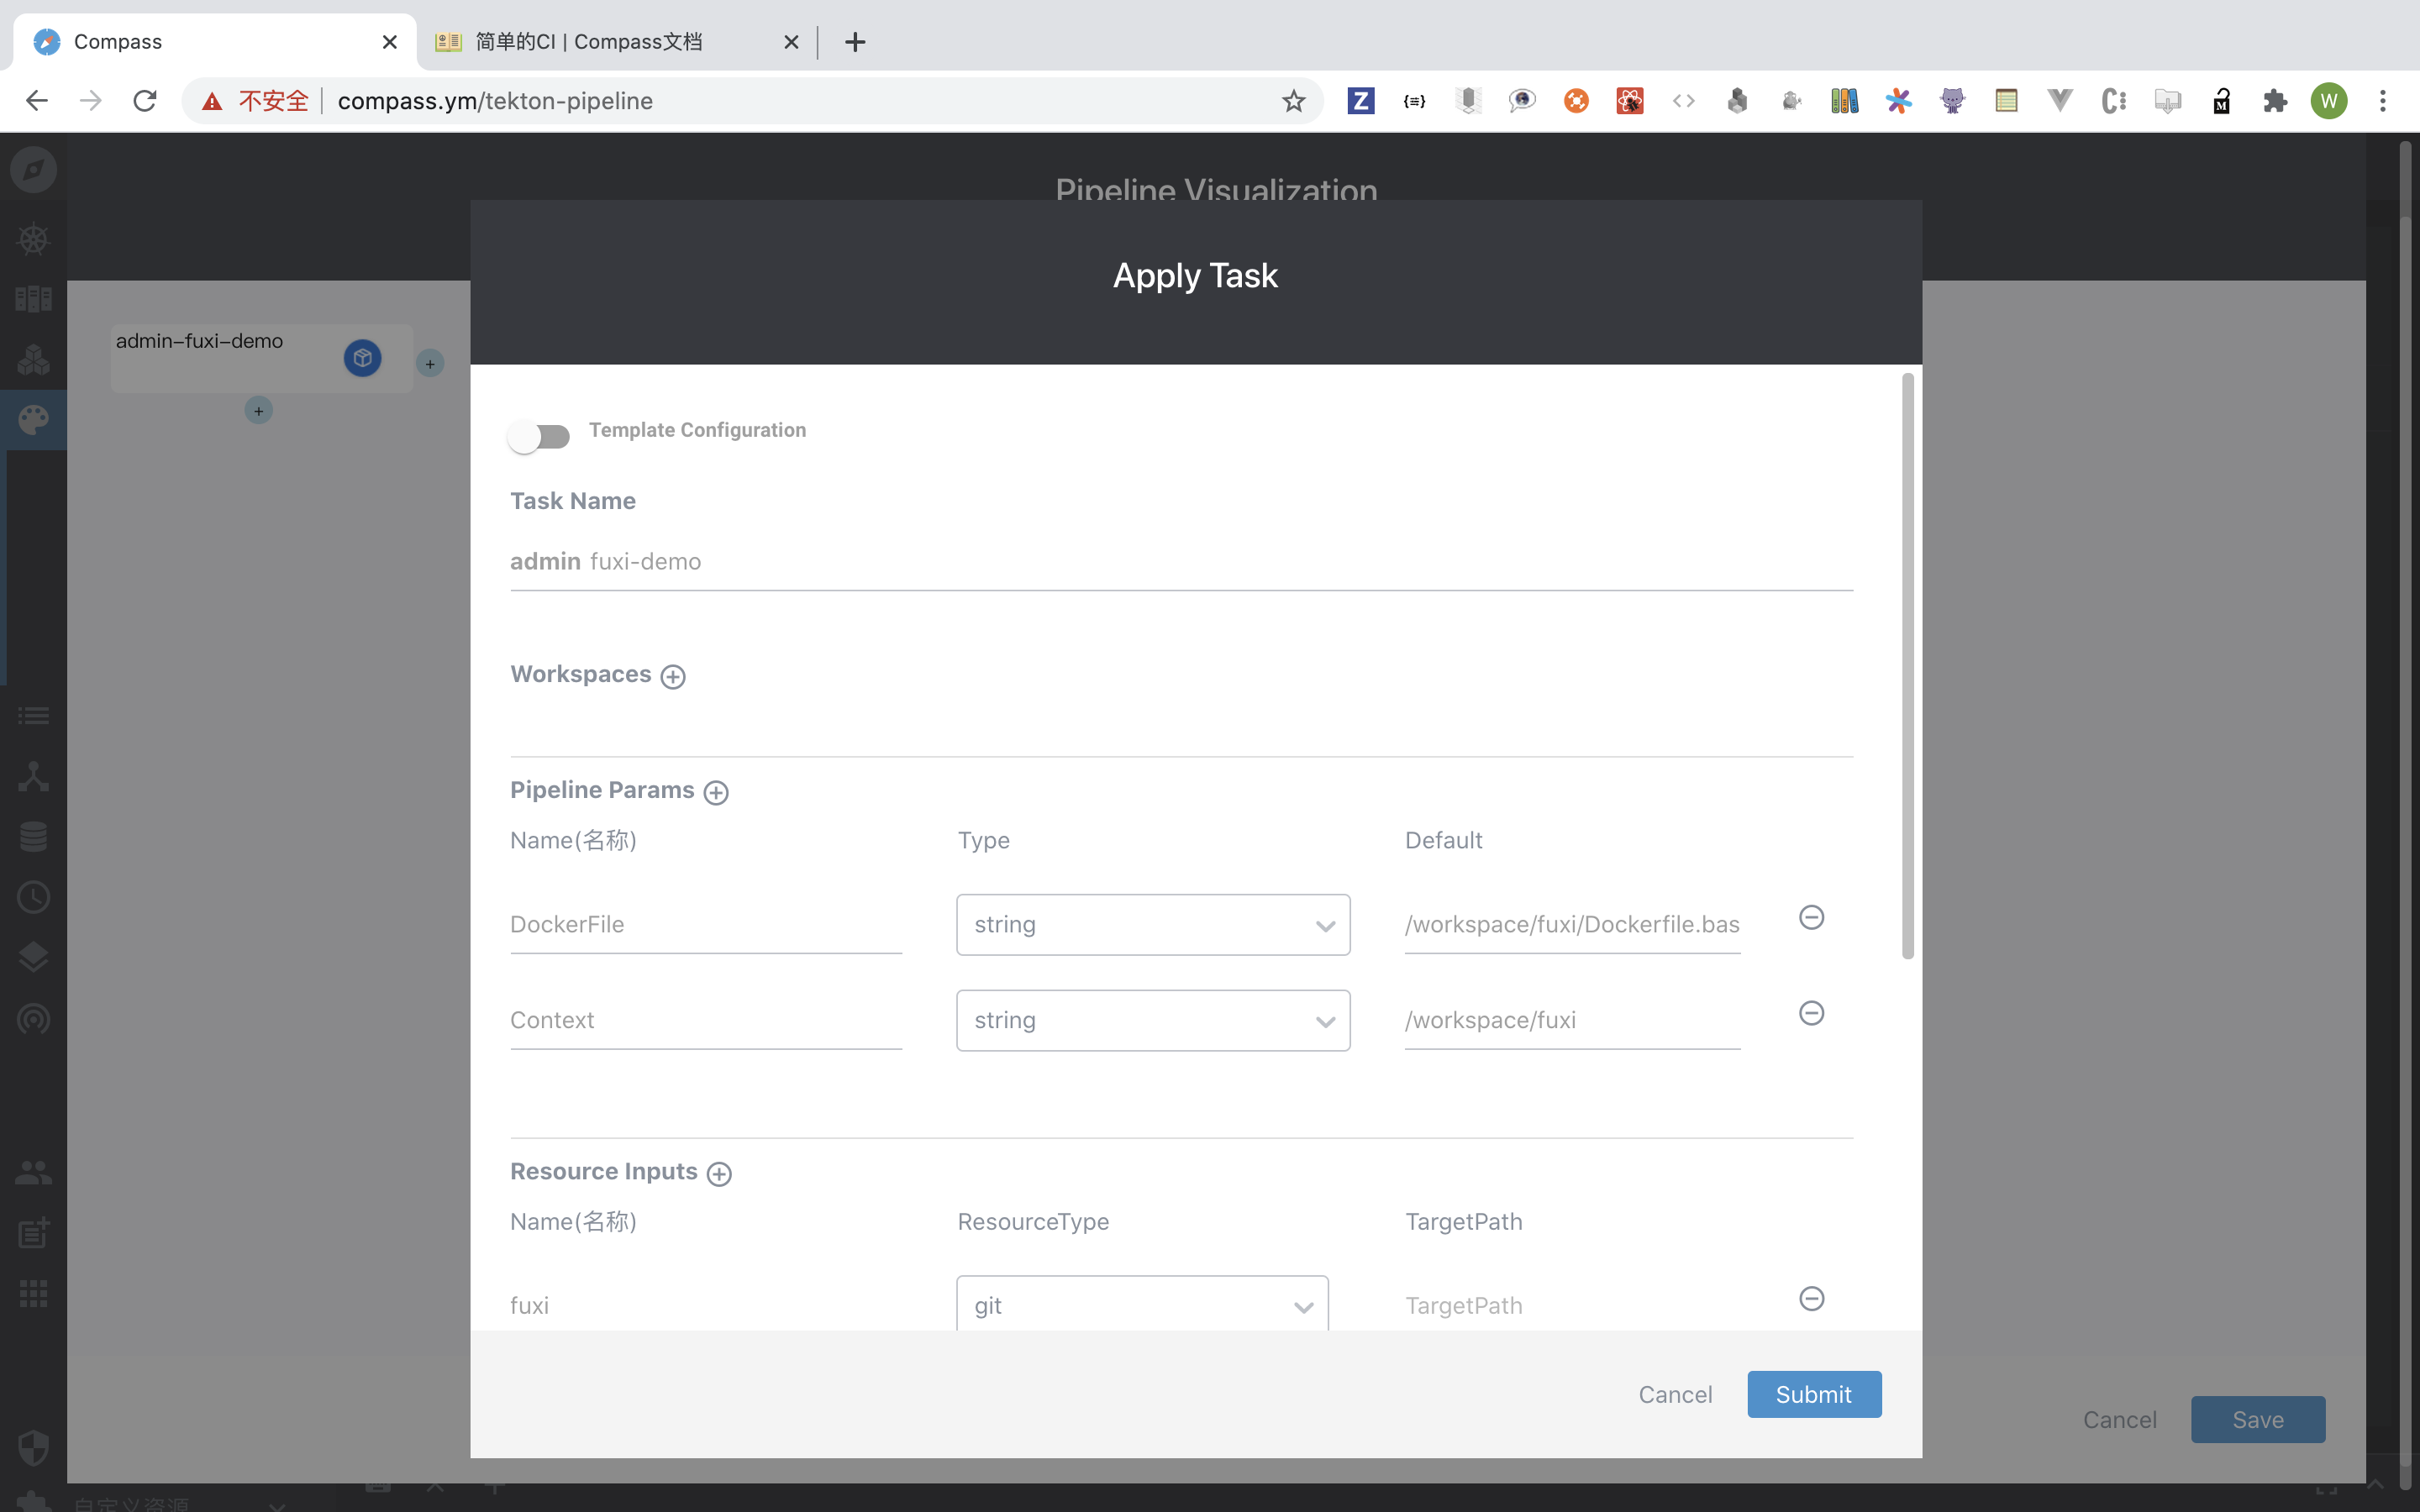 Compass
简单的CI | Compass文档
不安全 compass.ym/tekton-pipeline
W
Pipeline Visualization
Apply Task
admin-fuxi-demo
Template Configuration
Task Name
admin fuxi-demo
Workspaces
Pipeline Params
Name(名称) Type Default
DockerFile string /workspace/fuxi/Dockerfile.bas
Context string /workspace/fuxi
Resource Inputs
Name(名称) ResourceType TargetPath
fuxi git TargetPath
Cancel Submit
Cancel Save
自定义资源